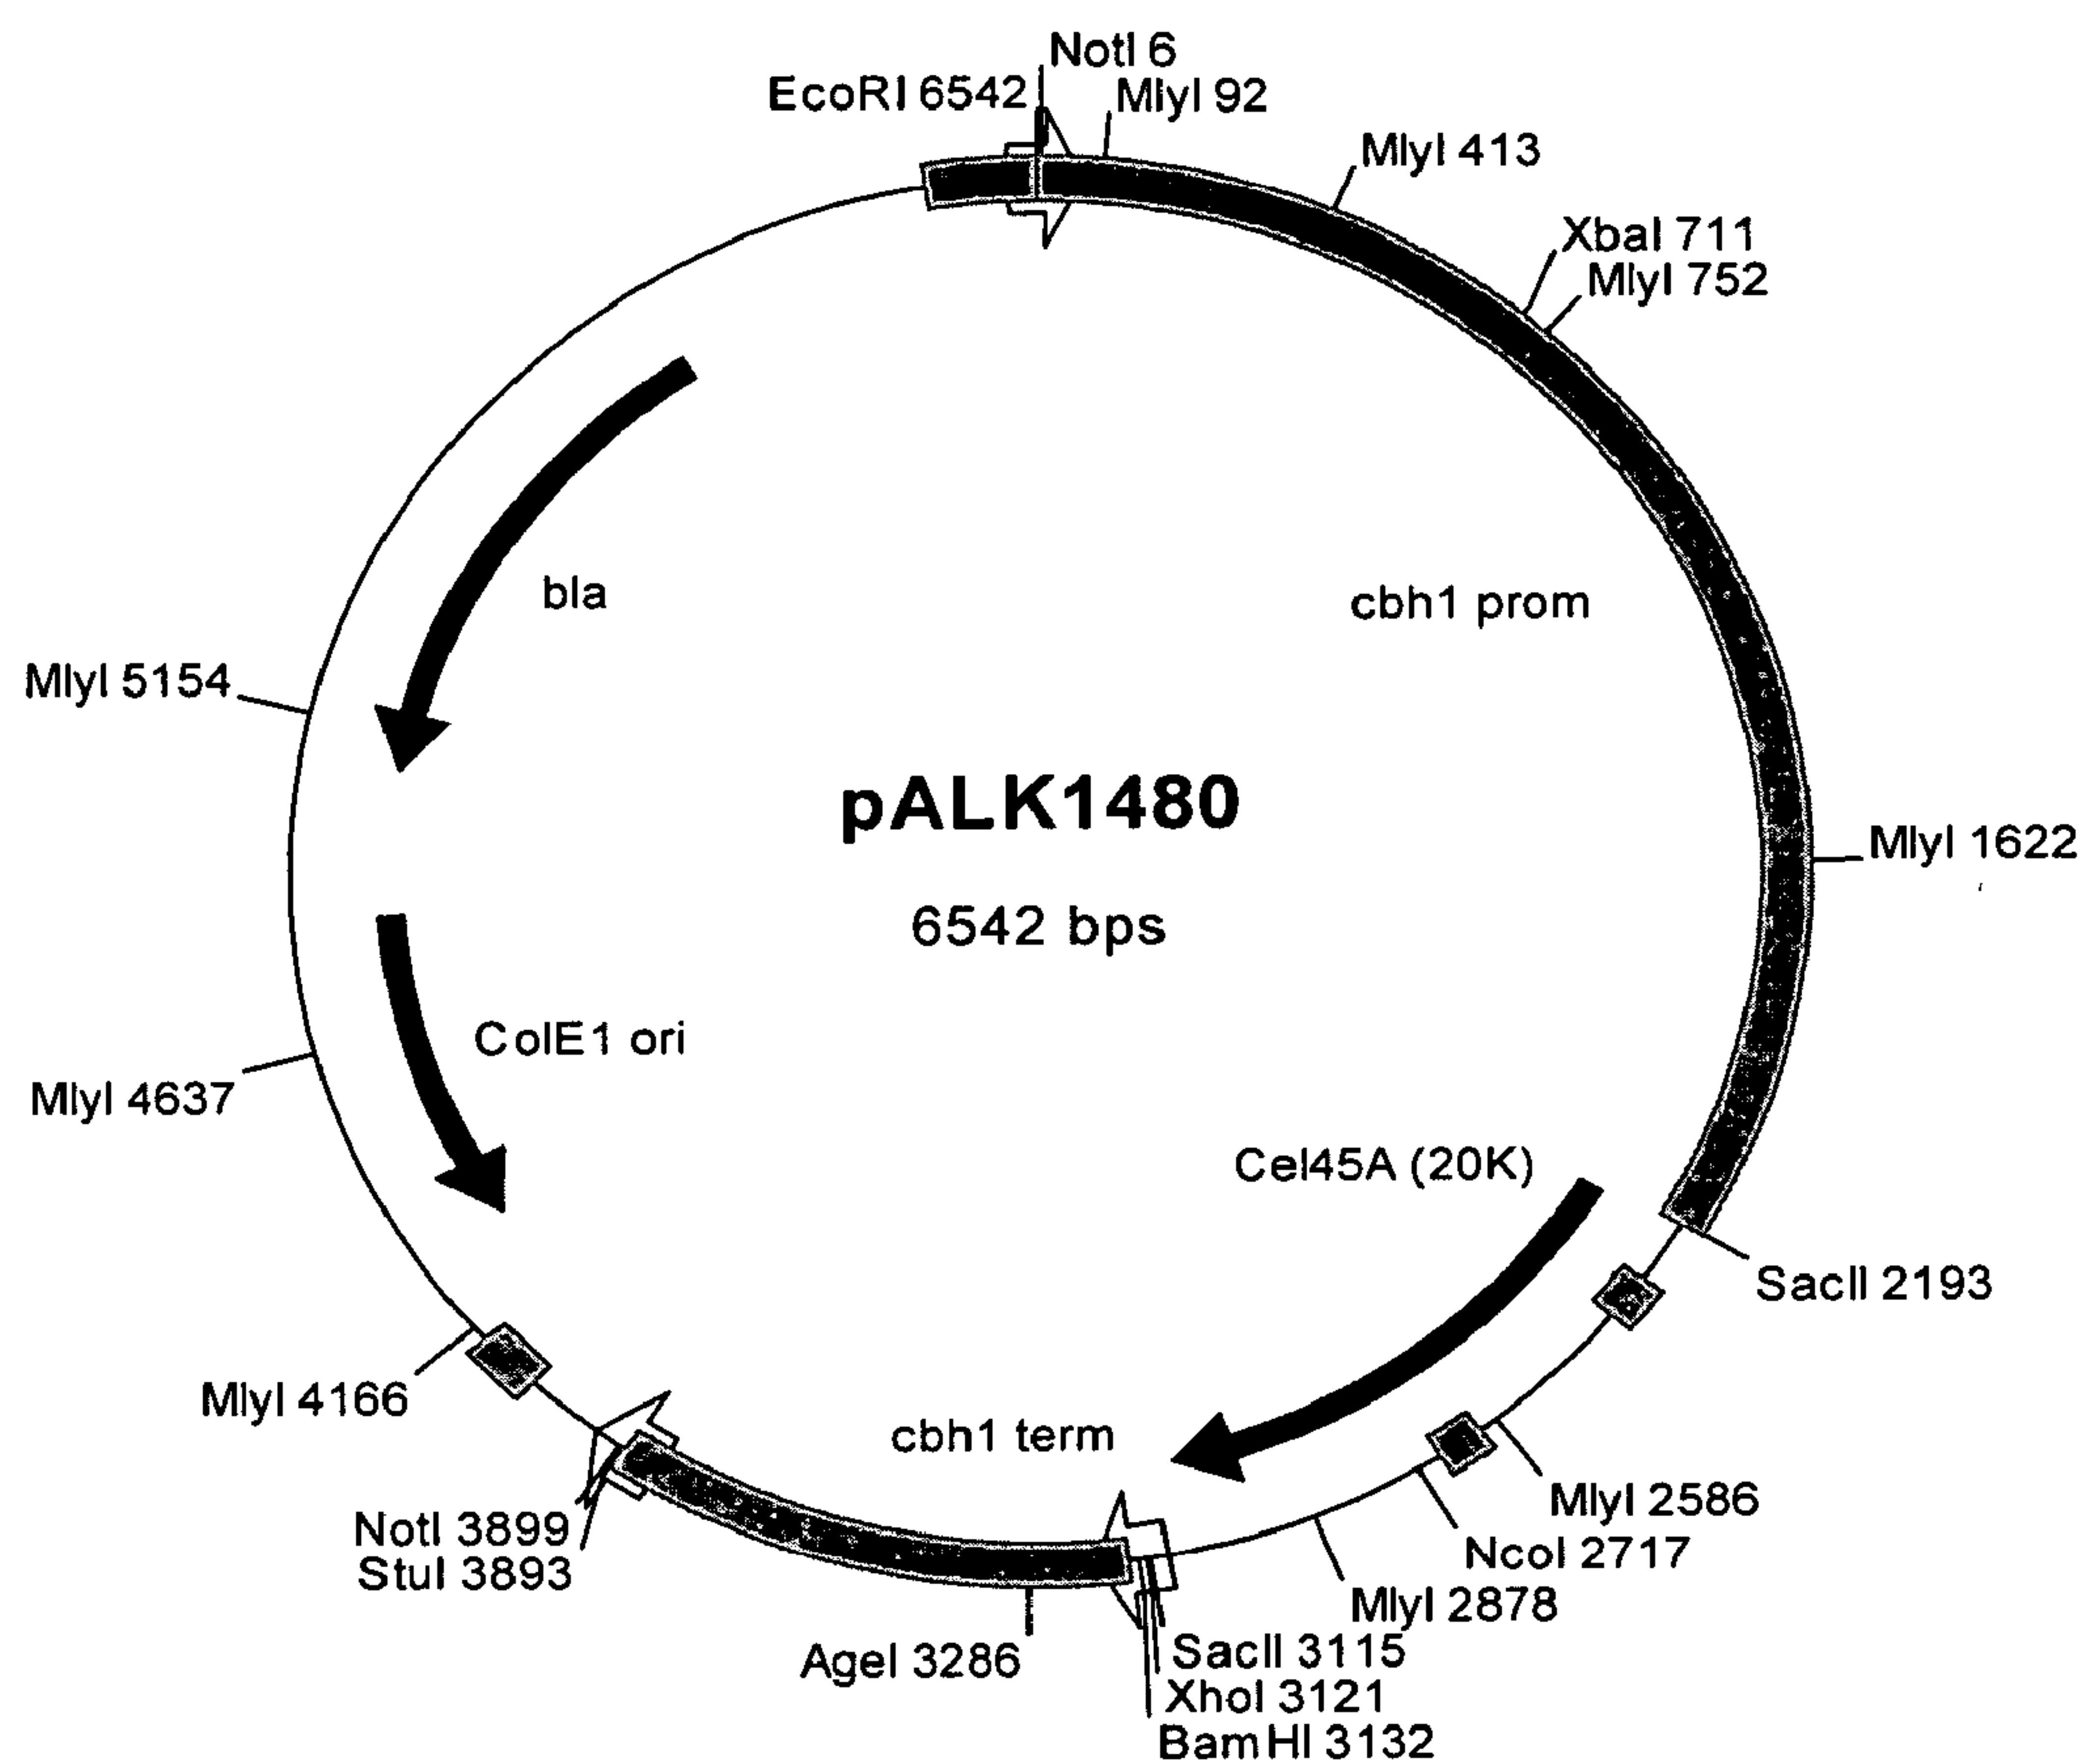 NotI 6
EcoRI 6542
MlyI 92
MlyI 413
XbaI 711
MlyI 752
bla
cbh1 prom
MlyI 5154
pALK1480
MlyI 1622
6542 bps
ColE1 ori
MlyI 4637
Cel45A (20K)
SacII 2193
MlyI 4166
cbh1 term
MlyI 2586
NotI 3899
NcoI 2717
StuI 3893
MlyI 2878
AgeI 3286
SacII 3115
XhoI 3121
BamHI 3132